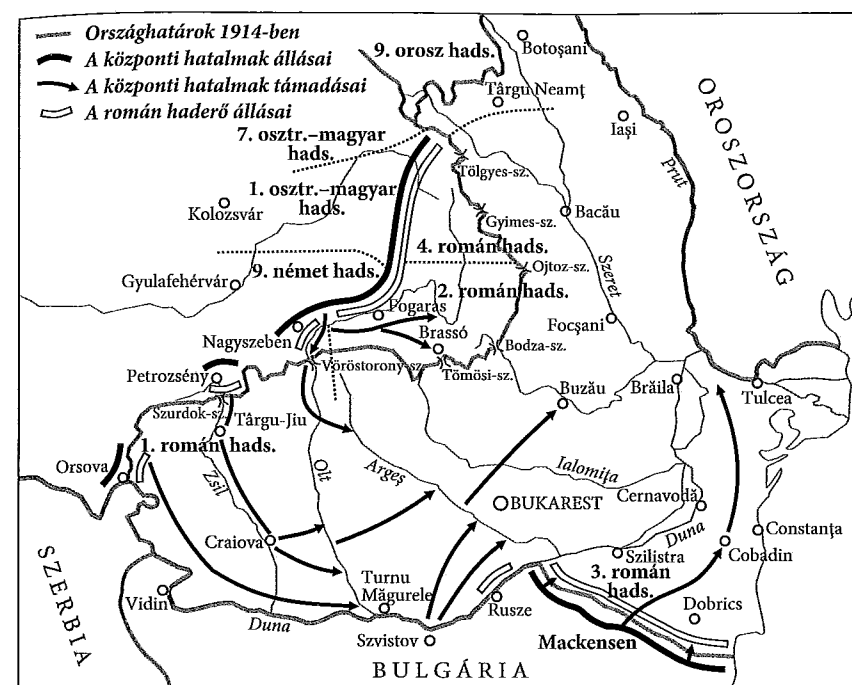 Országhatárok 1914-ben
A központi hatalmak állásai
A központi hatalmak támadásai
A román haderő állásai
9. orosz hads.
Botoşani
Târgu Neamţ
Iaşi
OROSZORSZÁG
Prut
7. osztr.–magyar
hads.
Tölgyes-sz.
1. osztr.–magyar
hads.
Kolozsvár
Gyimes-sz.
Bacău
4. román hads.
9. német hads.
Ojtoz-sz.
Szeret
Gyulafehérvár
2. román hads.
Fogaras
Focşani
Nagyszeben
Brassó
Bodza-sz.
Vöröstorony-sz.
Tömösi-sz.
Petrozsény
Buzău
Brăila
Tulcea
Szurdok-sz.
Târgu-Jiu
1. román hads.
Orsova
Zsil
Olt
Argeş
Ialomiţa
BUKAREST
Cernavodă
Constanţa
Duna
Craiova
Szilistra
Cobadin
3. román
hads.
SZERBIA
Vidin
Turnu
Măgurele
Rusze
Dobrics
Duna
Szvistov
Mackensen
BULGÁRIA